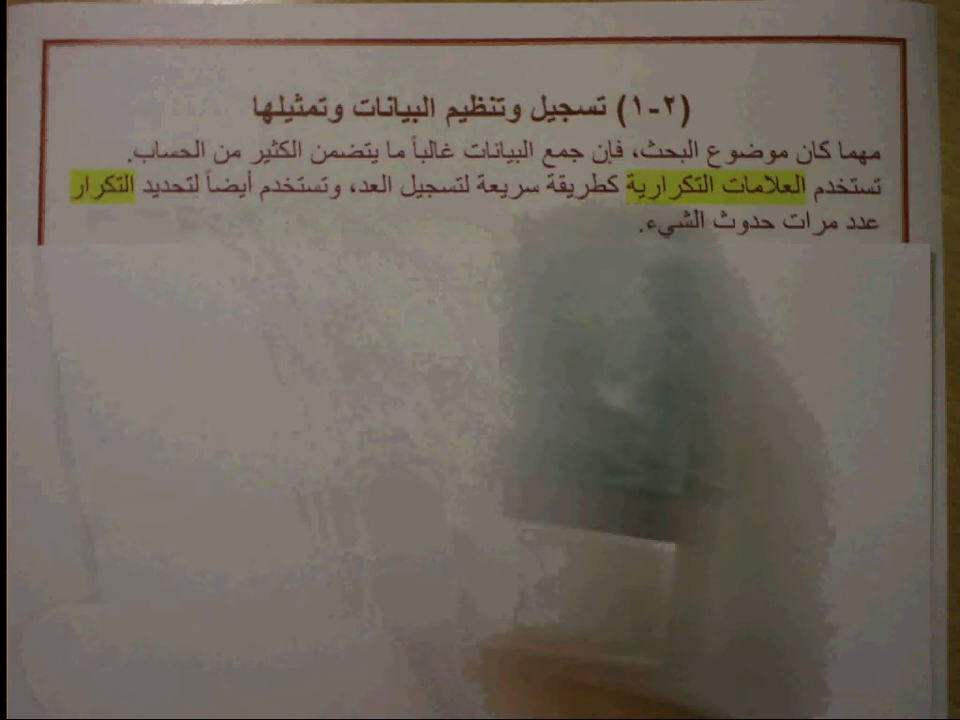 (٢-١) تسجيل وتنظيم البيانات وتمثيلها
مهما كان موضوع البحث، فإن جمع البيانات غالباً ما يتضمن الكثير من الحساب.
تستخدم العلامات التكرارية كطريقة سريعة لتسجيل العد، وتستخدم أيضاً لتحديد التكرار
عدد مرات حدوث الشيء.